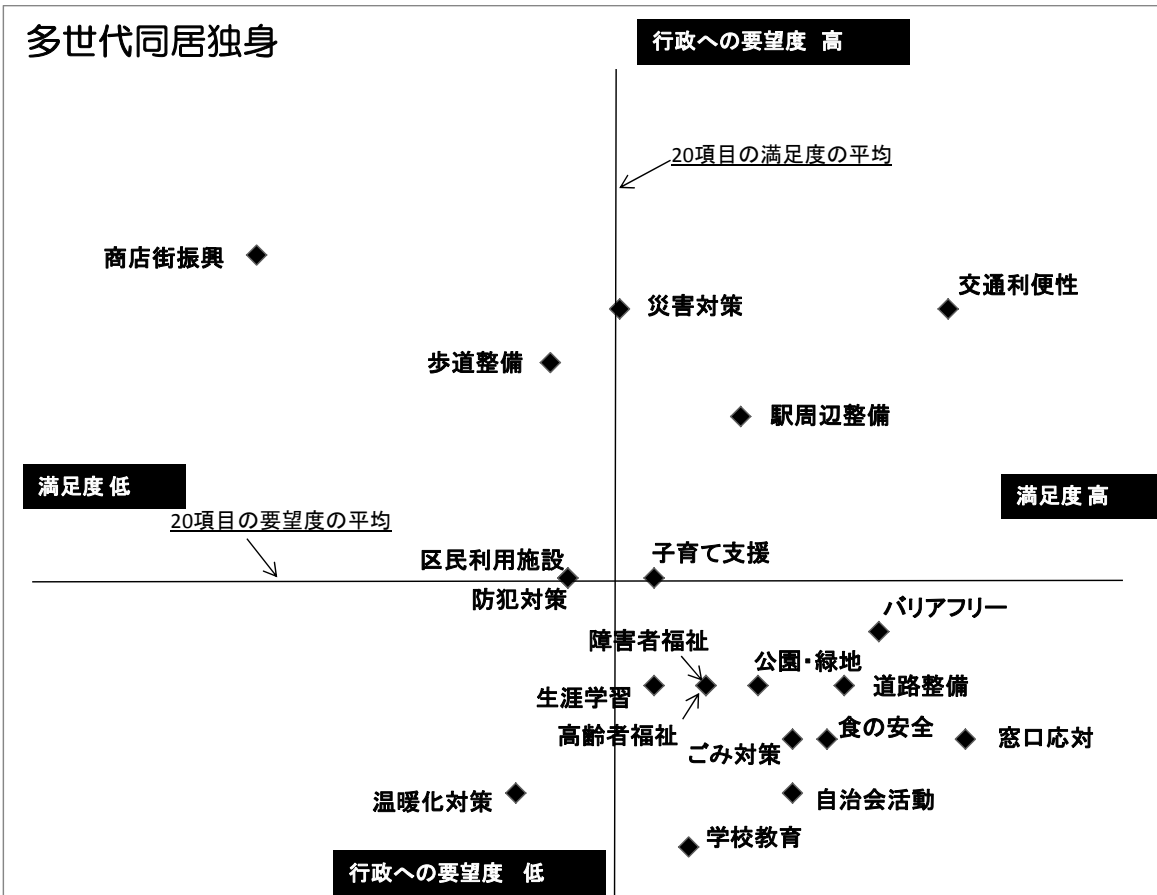 多世代同居独身
行政への要望度 高
20項目の満足度の平均
商店街振興
災害対策
交通利便性
歩道整備
駅周辺整備
満足度 低
満足度 高
20項目の要望度の平均
区民利用施設
子育て支援
防犯対策
バリアフリー
障害者福祉
公園・緑地
生涯学習
道路整備
高齢者福祉
ごみ対策
食の安全
窓口応対
温暖化対策
自治会活動
学校教育
行政への要望度 低